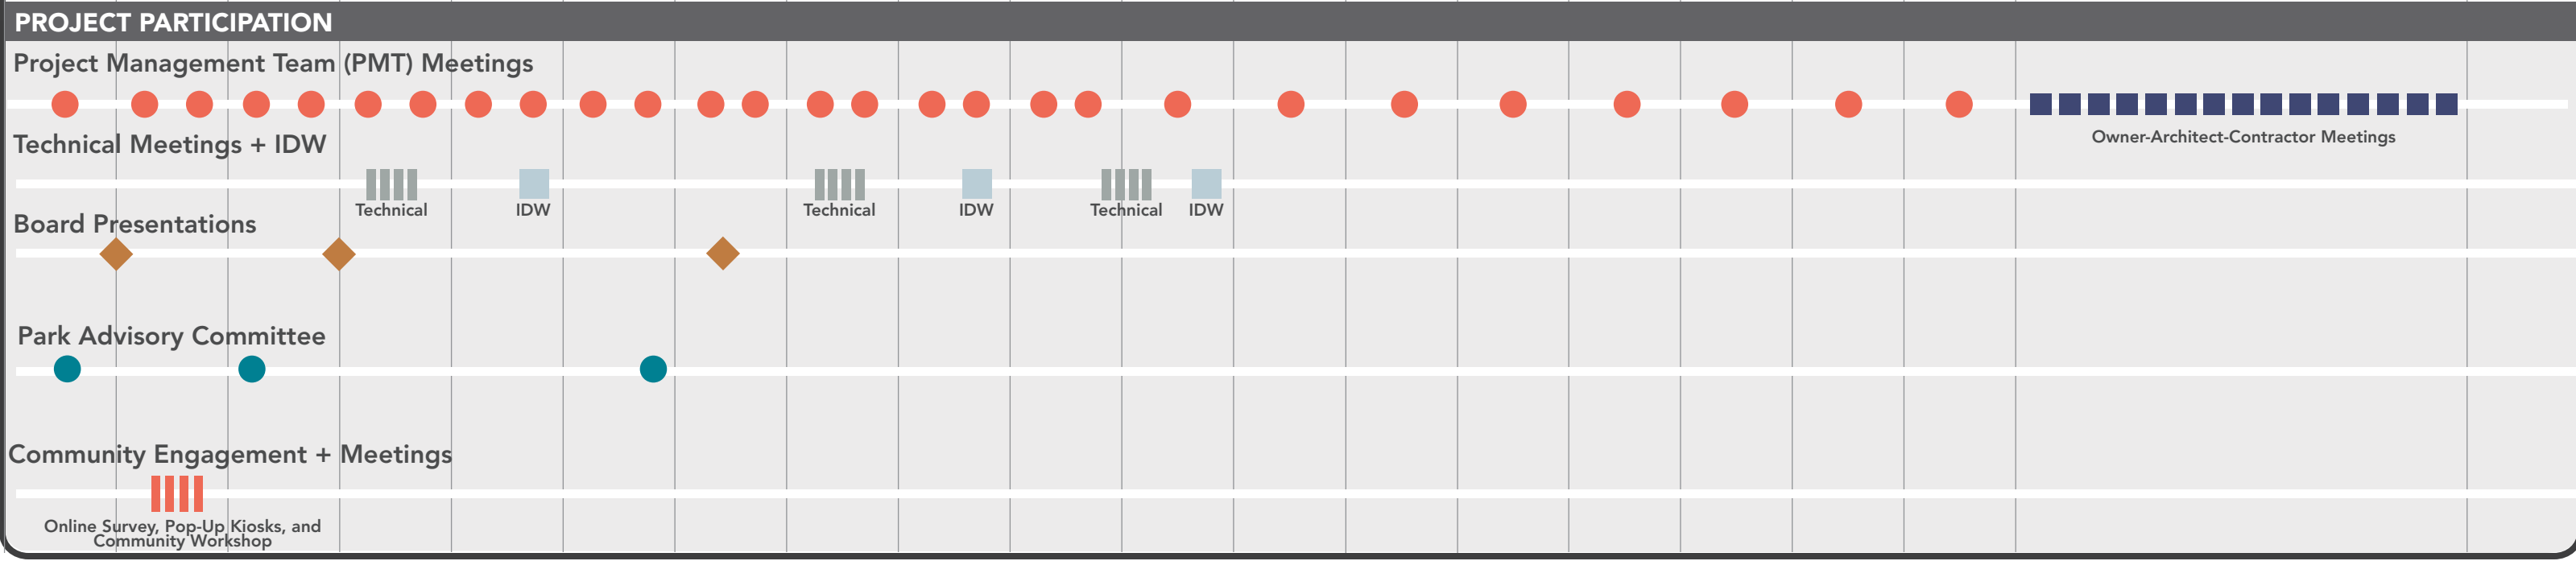 PROJECT PARTICIPATION
Project Management Team (PMT) Meetings
Owner-Architect-Contractor Meetings
Technical Meetings + IDW
Technical
IDW
Technical
IDW
Technical
IDW
Board Presentations
Park Advisory Committee
Community Engagement + Meetings
Online Survey, Pop-Up Kiosks, and
Community Workshop